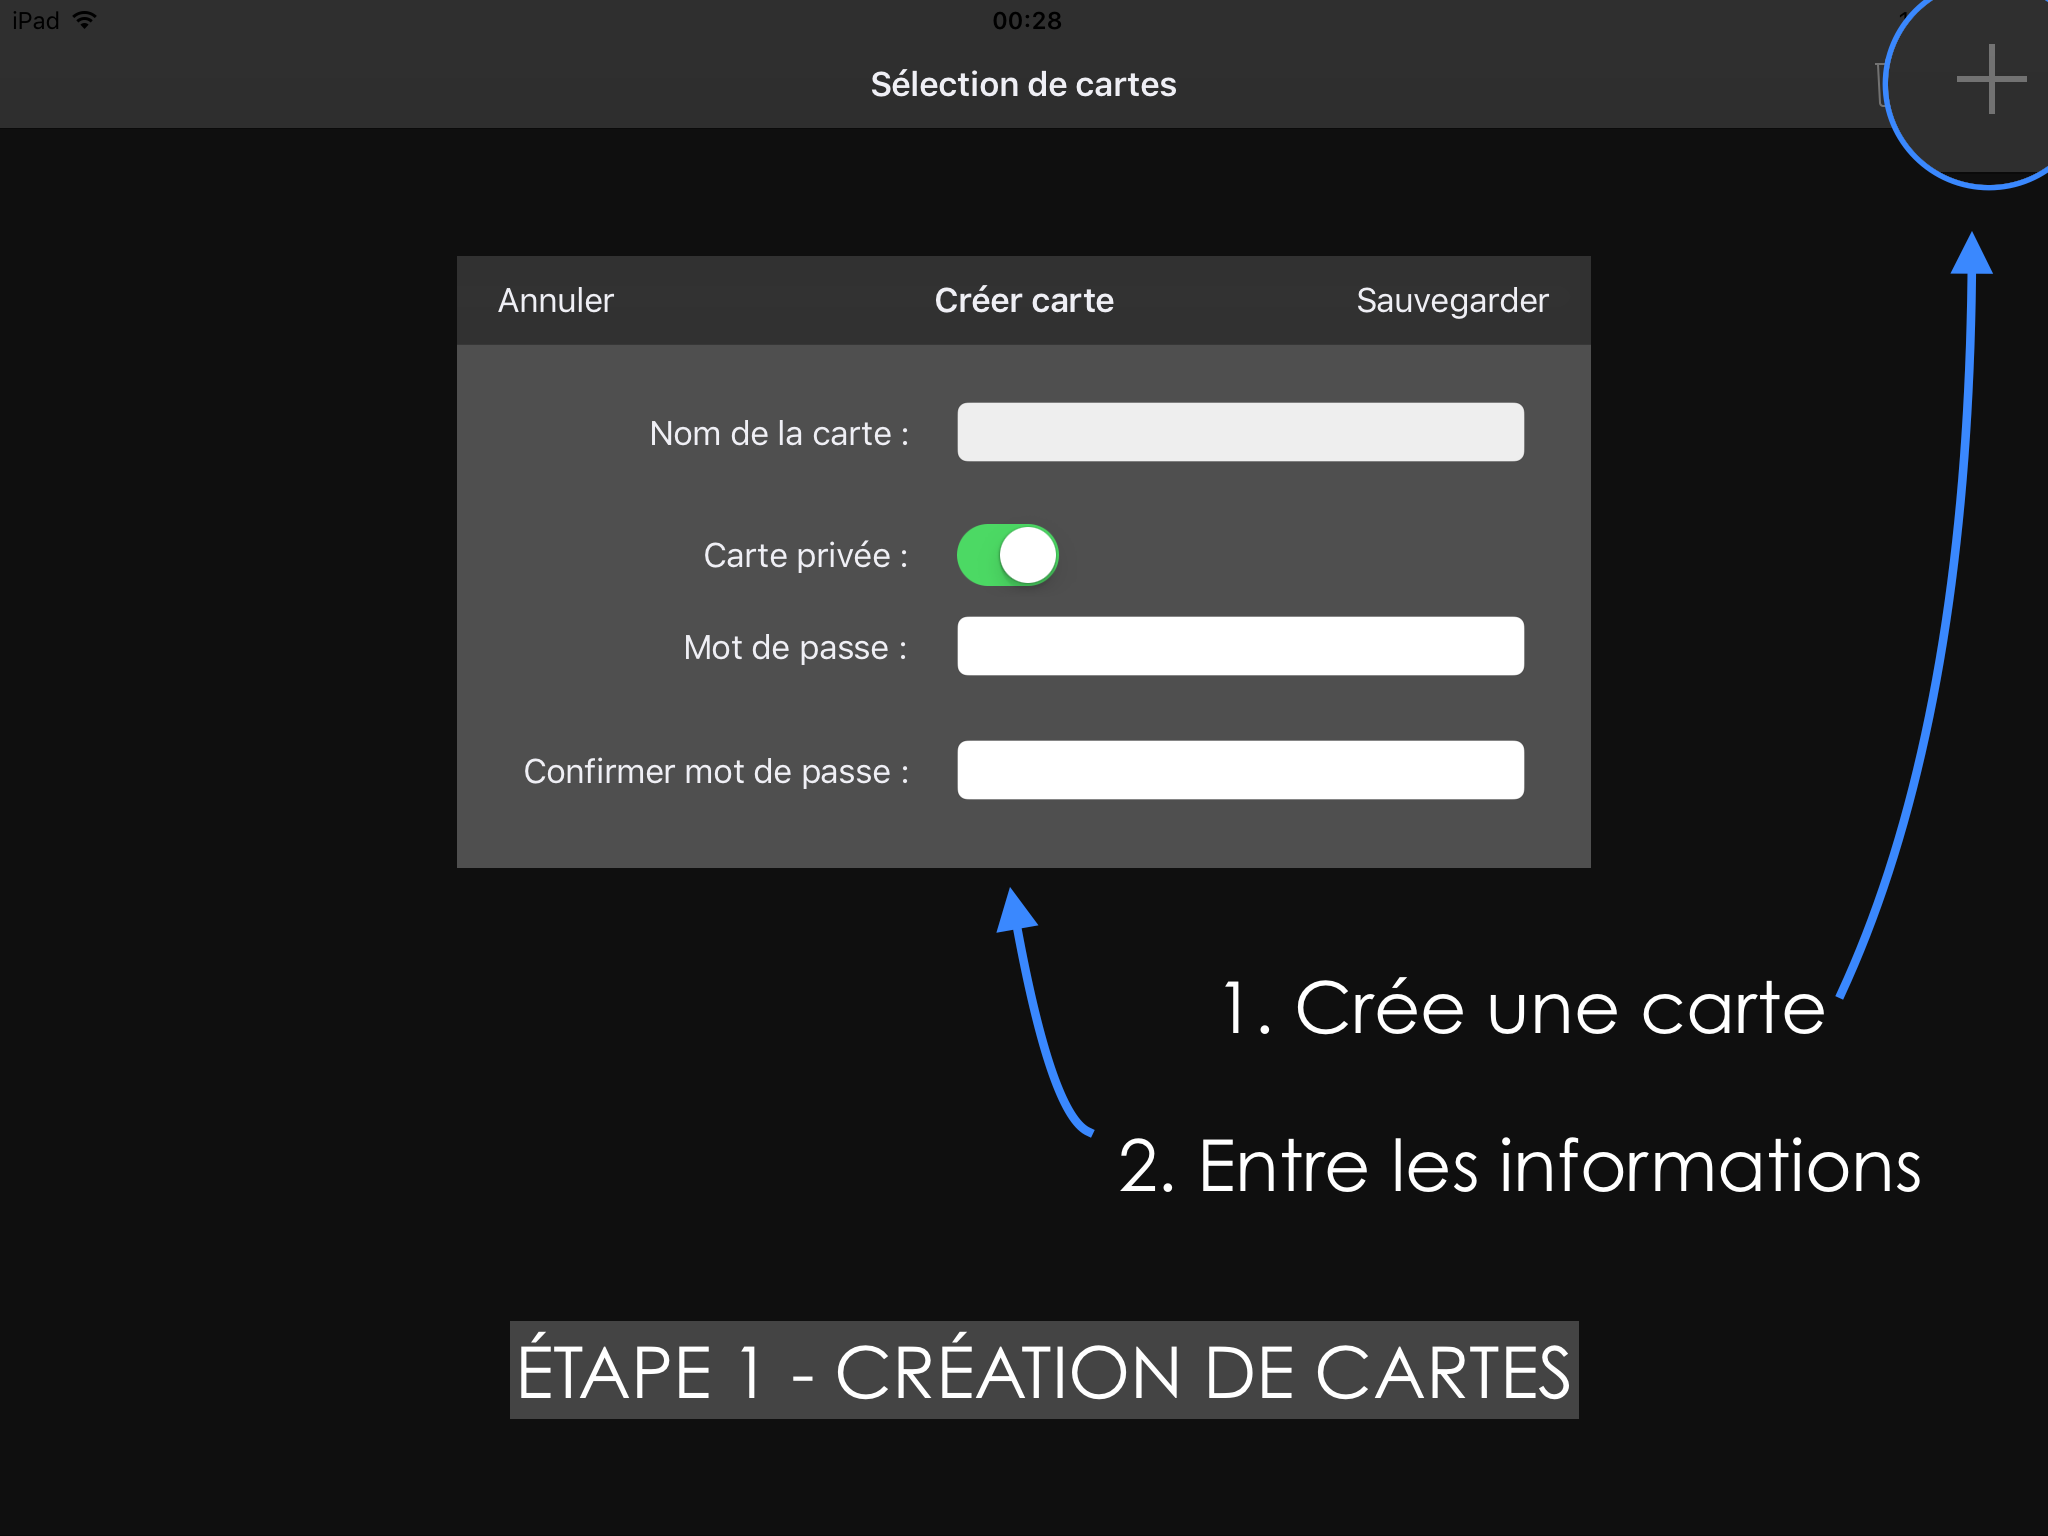 iPad
00:28
Sélection de cartes
Annuler
Créer carte
Sauvegarder
Nom de la carte :
Carte privée :
Mot de passe :
Confirmer mot de passe :
1. Crée une carte
2. Entre les informations
ÉTAPE 1 - CRÉATION DE CARTES